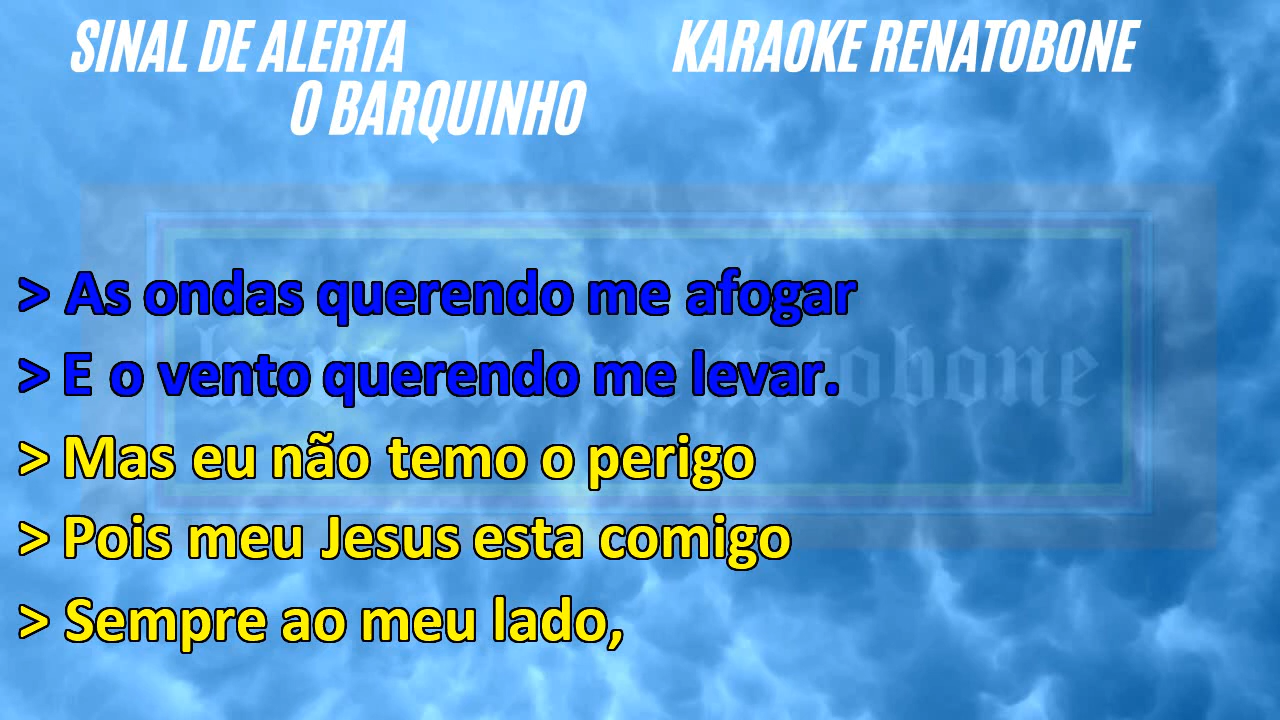 SINAL DE ALERTA
KARAOKE RENATOBONE
O BARQUINHO
> As ondas querendo me afogar
> E o vento querendo me levar.
> Mas eu não temo o perigo
> Pois meu Jesus esta comigo
> Sempre ao meu lado,